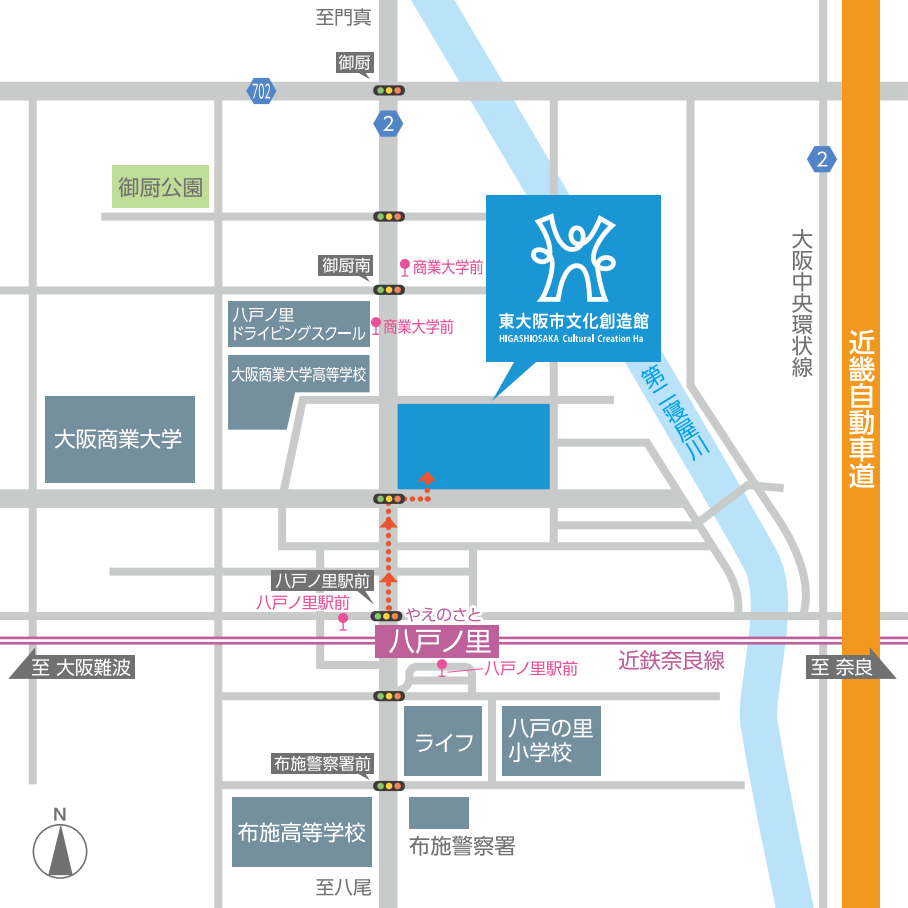 至門真
御厨
702
2
2
御厨公園
御厨南
商業大学前
八戸ノ里
ドライビングスクール
商業大学前
大阪商業大学高等学校
東大阪市文化創造館
HIGASHIOSAKA Cultural Creation Ha
大阪中央環状線
近畿自動車道
第二寝屋川
大阪商業大学
八戸ノ里駅前
八戸ノ里駅前
やえのさと
八戸ノ里
近鉄奈良線
至 大阪難波
至 奈良
八戸ノ里駅前
ライフ
八戸の里
小学校
布施警察署前
布施高等学校
布施警察署
N
至八尾